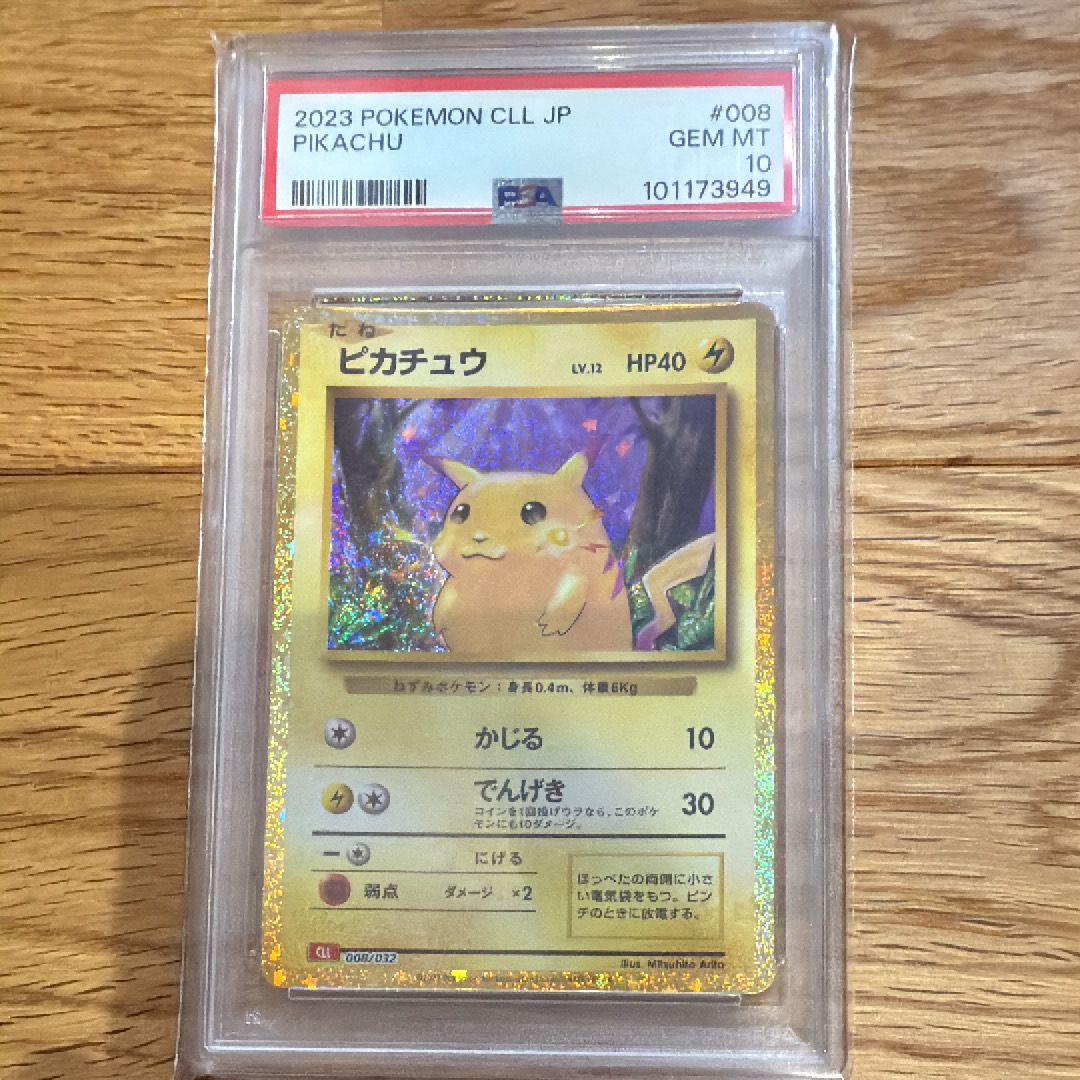 2023 POKEMON CLL JP
#008
PIKACHU
GEM MT
10
PSA
101173949
たね
ピカチュウ
LV.12
HP40
ねずみポケモン：身長0.4m、体重6Kg
かじる
10
でんげき
30
コインを1回投げウラなら、このポケ
モンにも10ダメージ。
にげる
弱点
ダメージ ×2
ほっぺたの両側に小さ
い電気袋をもつ。ピン
チのときに放電する。
CLL
008/032
Illus. Mitsuhiro Arita